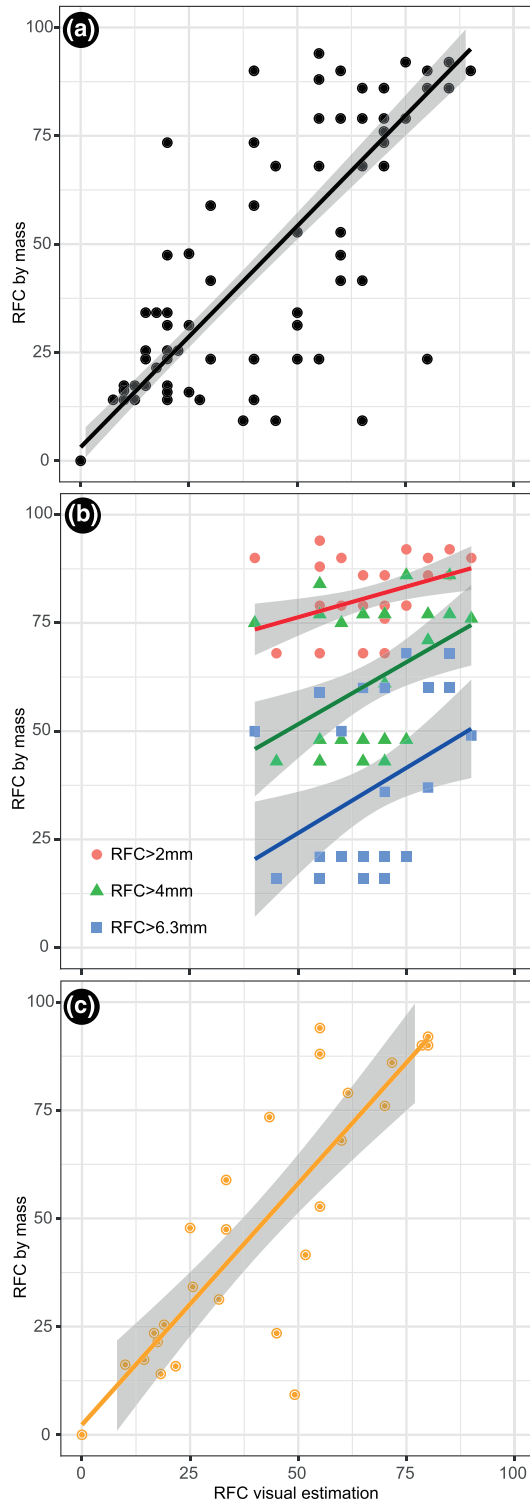 (a)
100
75
50
25
0
RFC by mass
(b)
100
75
50
25
0
RFC by mass
RFC>2mm
RFC>4mm
RFC>6.3mm
(c)
100
75
50
25
0
RFC by mass
0 25 50 75 100
RFC visual estimation